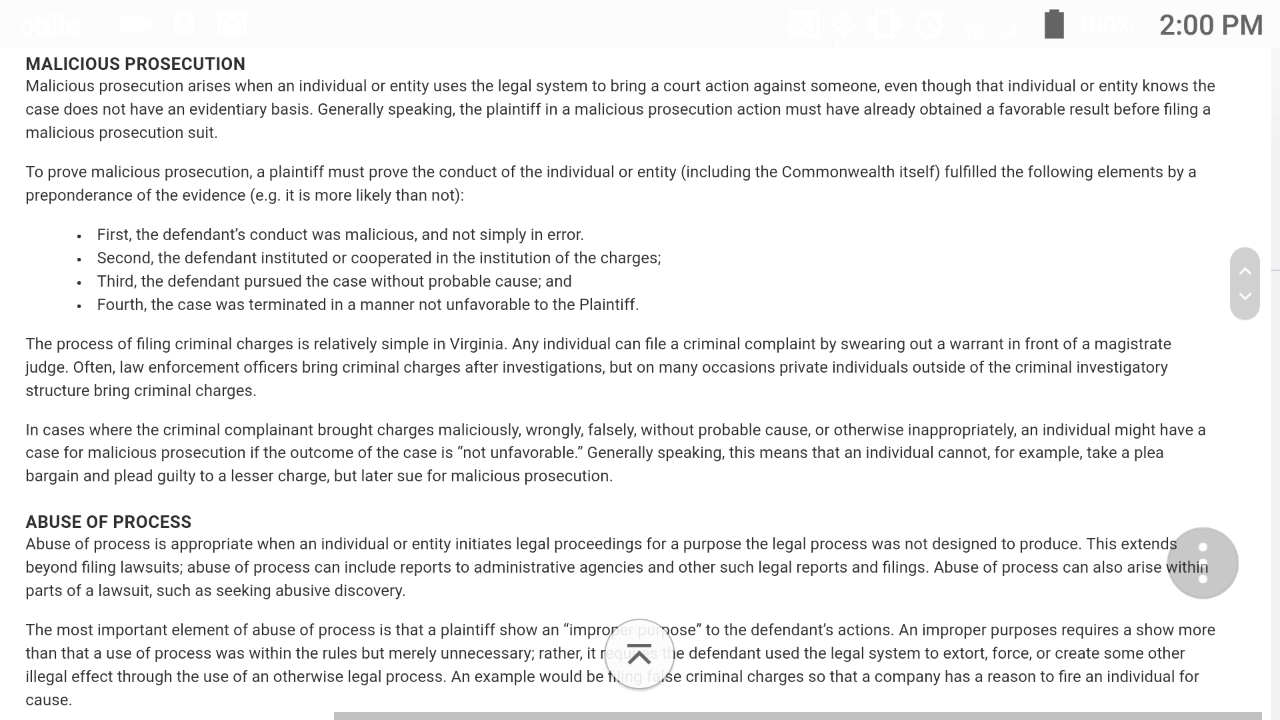 obile
100%
2:00 PM
MALICIOUS PROSECUTION
Malicious prosecution arises when an individual or entity uses the legal system to bring a court action against someone, even though that individual or entity knows the
case does not have an evidentiary basis. Generally speaking, the plaintiff in a malicious prosecution action must have already obtained a favorable result before filing a
malicious prosecution suit.
To prove malicious prosecution, a plaintiff must prove the conduct of the individual or entity (including the Commonwealth itself) fulfilled the following elements by a
preponderance of the evidence (e.g. it is more likely than not):
• First, the defendant's conduct was malicious, and not simply in error.
• Second, the defendant instituted or cooperated in the institution of the charges;
• Third, the defendant pursued the case without probable cause; and
• Fourth, the case was terminated in a manner not unfavorable to the Plaintiff.
The process of filing criminal charges is relatively simple in Virginia. Any individual can file a criminal complaint by swearing out a warrant in front of a magistrate
judge. Often, law enforcement officers bring criminal charges after investigations, but on many occasions private individuals outside of the criminal investigatory
structure bring criminal charges.
In cases where the criminal complainant brought charges maliciously, wrongly, falsely, without probable cause, or otherwise inappropriately, an individual might have a
case for malicious prosecution if the outcome of the case is “not unfavorable.” Generally speaking, this means that an individual cannot, for example, take a plea
bargain and plead guilty to a lesser charge, but later sue for malicious prosecution.
ABUSE OF PROCESS
Abuse of process is appropriate when an individual or entity initiates legal proceedings for a purpose the legal process was not designed to produce. This extends
beyond filing lawsuits; abuse of process can include reports to administrative agencies and other such legal reports and filings. Abuse of process can also arise within
parts of a lawsuit, such as seeking abusive discovery.
The most important element of abuse of process is that a plaintiff show an “improper purpose” to the defendant's actions. An improper purposes requires a show more
than that a use of process was within the rules but merely unnecessary; rather, it requires the defendant used the legal system to extort, force, or create some other
illegal effect through the use of an otherwise legal process. An example would be filing false criminal charges so that a company has a reason to fire an individual for
cause.